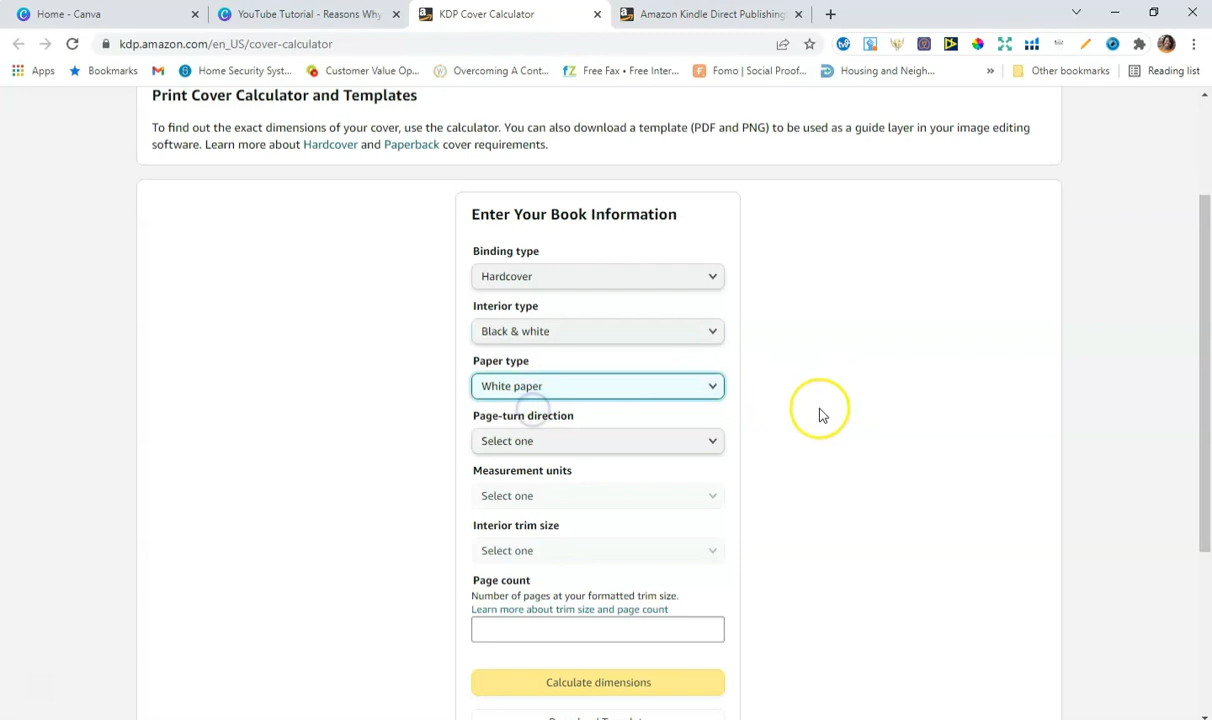 Home - Canva
YouTube Tutorial - Reasons Why
KDP Cover Calculator
Amazon Kindle Direct Publishing
kdp.amazon.com/en_US/cover-calculator
Apps
Bookmarks
Home Security Syst...
Customer Value Op...
Overcoming A Cont...
Free Fax • Free Inter...
Fomo | Social Proof...
Housing and Neigh...
»
Other bookmarks
Reading list
Print Cover Calculator and Templates
To find out the exact dimensions of your cover, use the calculator. You can also download a template (PDF and PNG) to be used as a guide layer in your image editing
software. Learn more about Hardcover and Paperback cover requirements.
Enter Your Book Information
Binding type
Hardcover
Interior type
Black & white
Paper type
White paper
Page-turn direction
Select one
Measurement units
Select one
Interior trim size
Select one
Page count
Number of pages at your formatted trim size.
Learn more about trim size and page count
Calculate dimensions